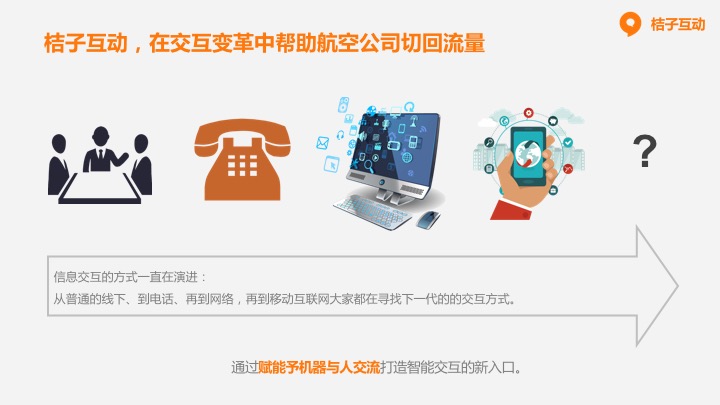 桔子互动
桔子互动，在交互变革中帮助航空公司切回流量
?
信息交互的方式一直在演进：
从普通的线下、到电话、再到网络，再到移动互联网大家都在寻找下一代的的交互方式。
通过赋能予机器与人交流打造智能交互的新入口。